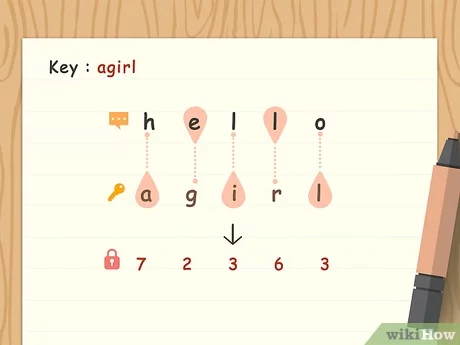 Key : agirl
h e l l o
a g i r l
7 2 3 6 3
wikiHow